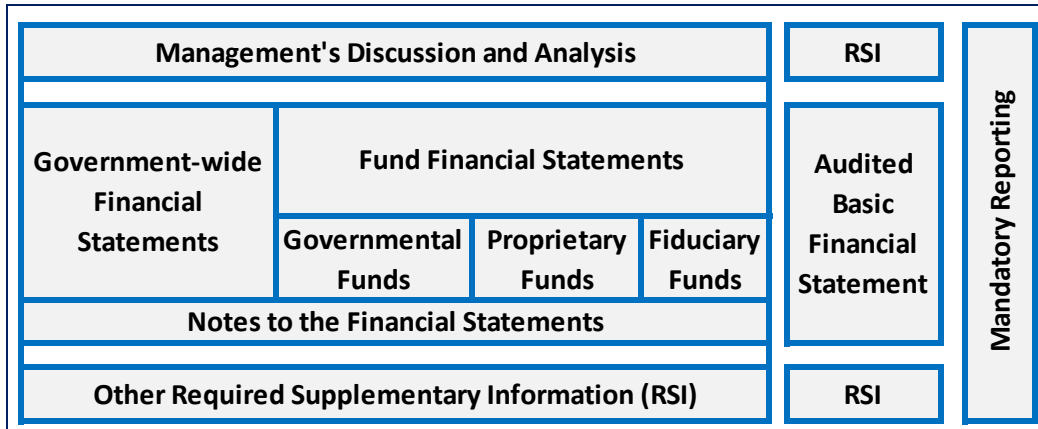 Management's Discussion and Analysis
RSI
Mandatory Reporting
Government-wide
Financial
Statements
Fund Financial Statements
Governmental
Funds
Proprietary
Funds
Fiduciary
Funds
Audited
Basic
Financial
Statement
Notes to the Financial Statements
Other Required Supplementary Information (RSI)
RSI